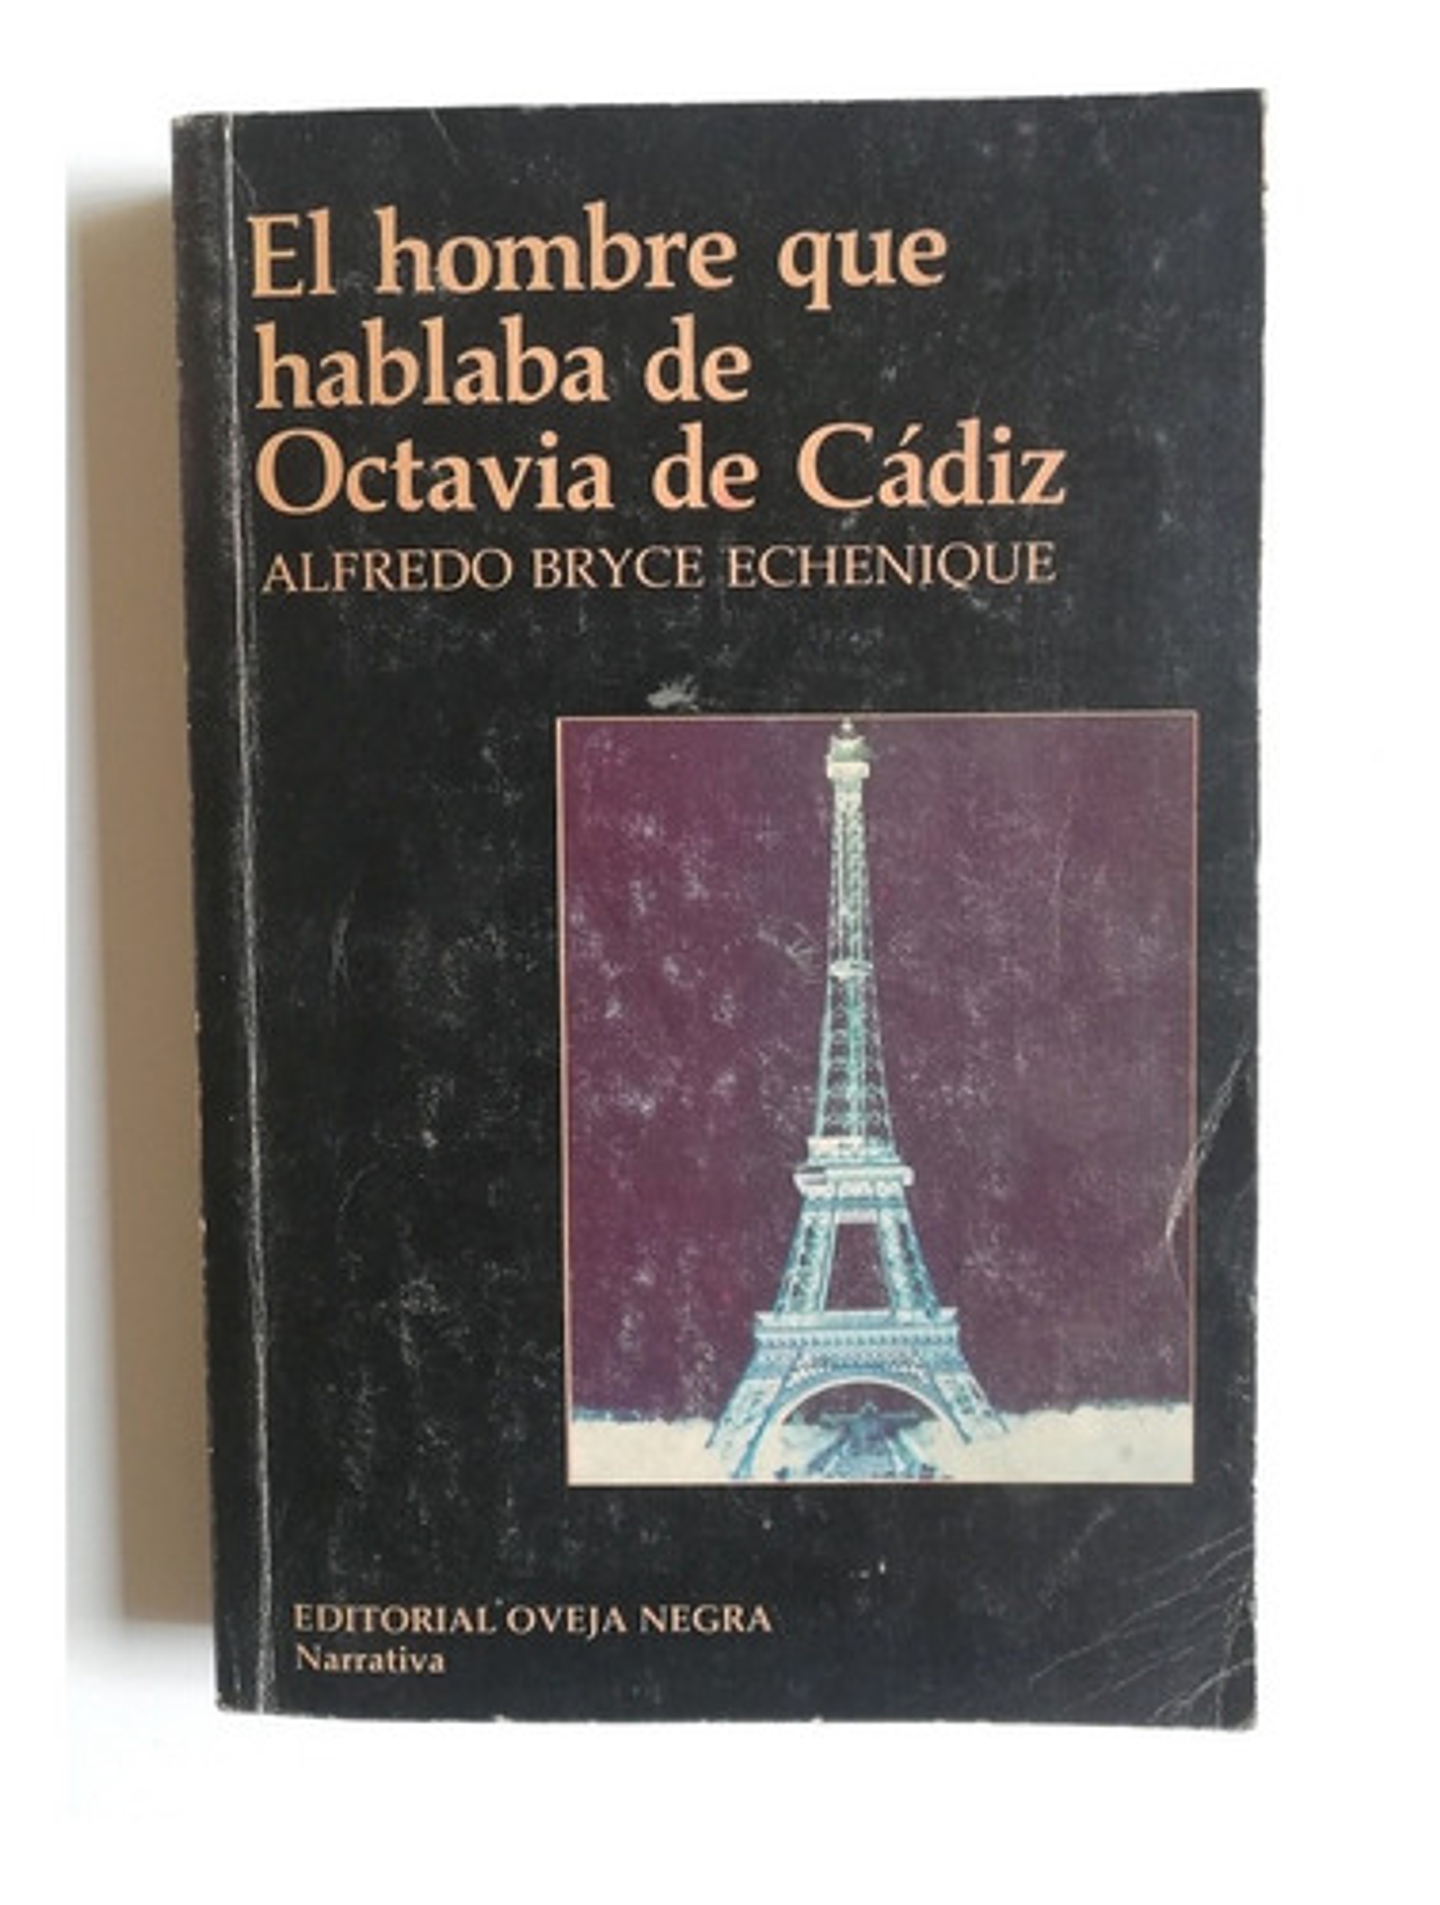 El hombre que
hablaba de
Octavia de Cádiz
ALFREDO BRYCE ECHENIQUE
EDITORIAL OVEJA NEGRA
Narrativa